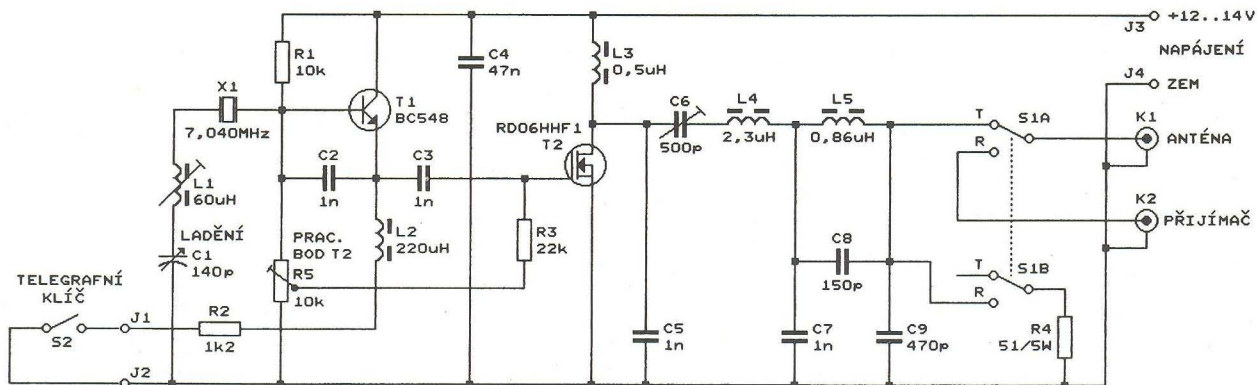 J3
+12..14V
NAPÁJENÍ
J4
ZEM
R1
10k
C4
47n
L3
0,5uH
X1
7,040MHz
T1
BC548
RD06HHF1
T2
C6
500p
L4
2,3uH
L5
0,86uH
T
S1A
R
K1
ANTÉNA
C2
1n
C3
1n
L1
60uH
L2
220uH
R3
22k
K2
PŘIJÍMAČ
LADĚNÍ
C1
140p
PRAC.
BOD T2
R5
10k
C8
150p
T
S1B
R
TELEGRAFNÍ
KLÍČ
S2
J1
R2
1k2
C5
1n
C7
1n
C9
470p
R4
51/5W
J2